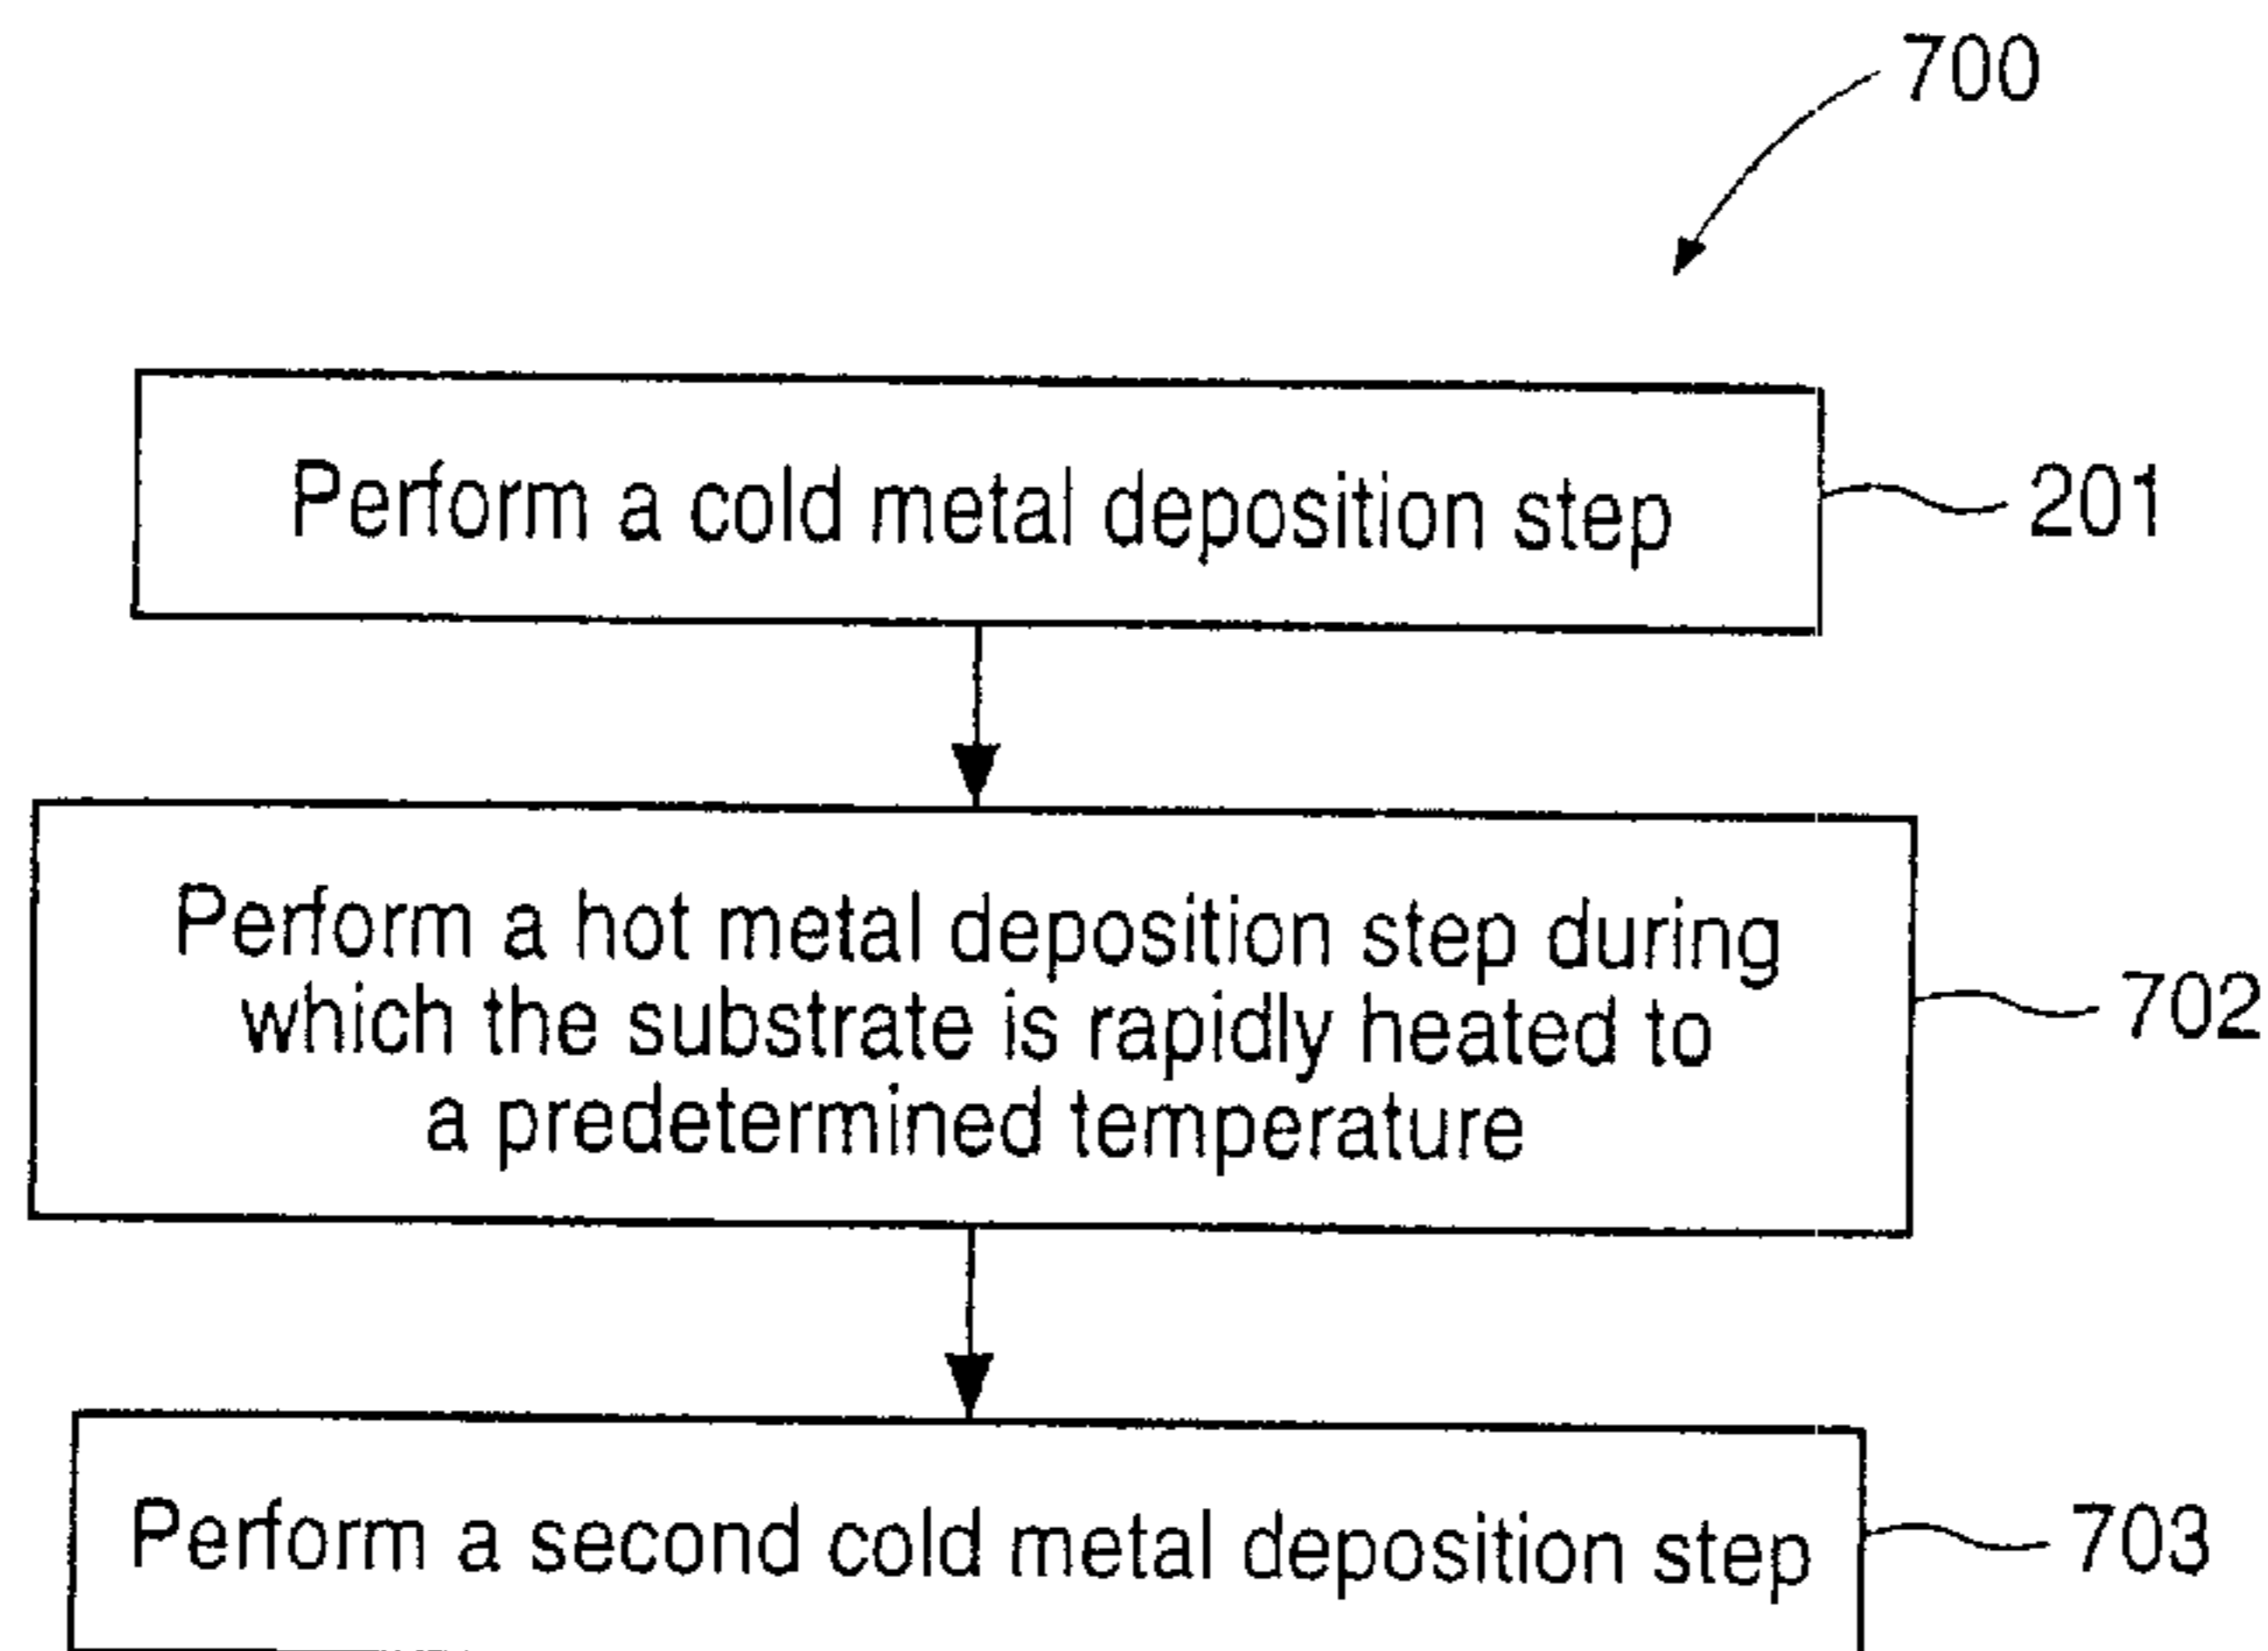 700
Perform a cold metal deposition step
201
Perform a hot metal deposition step during
which the substrate is rapidly heated to
a predetermined temperature
702
Perform a second cold metal deposition step
703